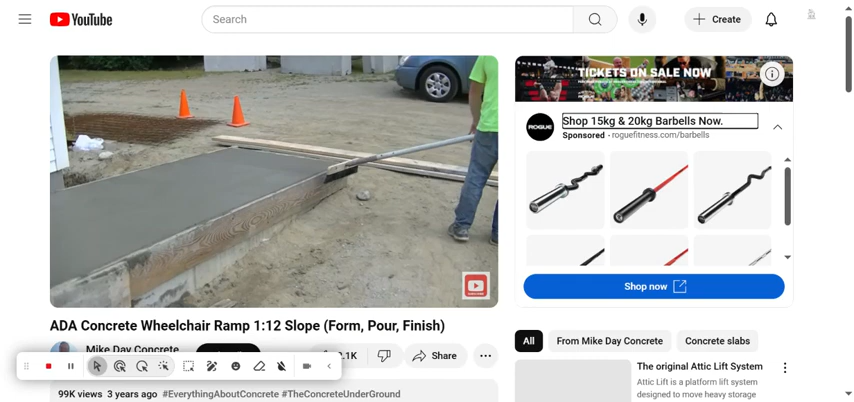 YouTube
Search
Create
TICKETS ON SALE NOW
ROGUE
Shop 15kg & 20kg Barbells Now.
Sponsored · roguefitness.com/barbells
Shop now
ADA Concrete Wheelchair Ramp 1:12 Slope (Form, Pour, Finish)
Mike Day Concrete
Share
All
From Mike Day Concrete
Concrete slabs
99K views 3 years ago #EverythingAboutConcrete #TheConcreteUnderGround
The original Attic Lift System
Attic Lift is a platform lift system
designed to move heavy storage